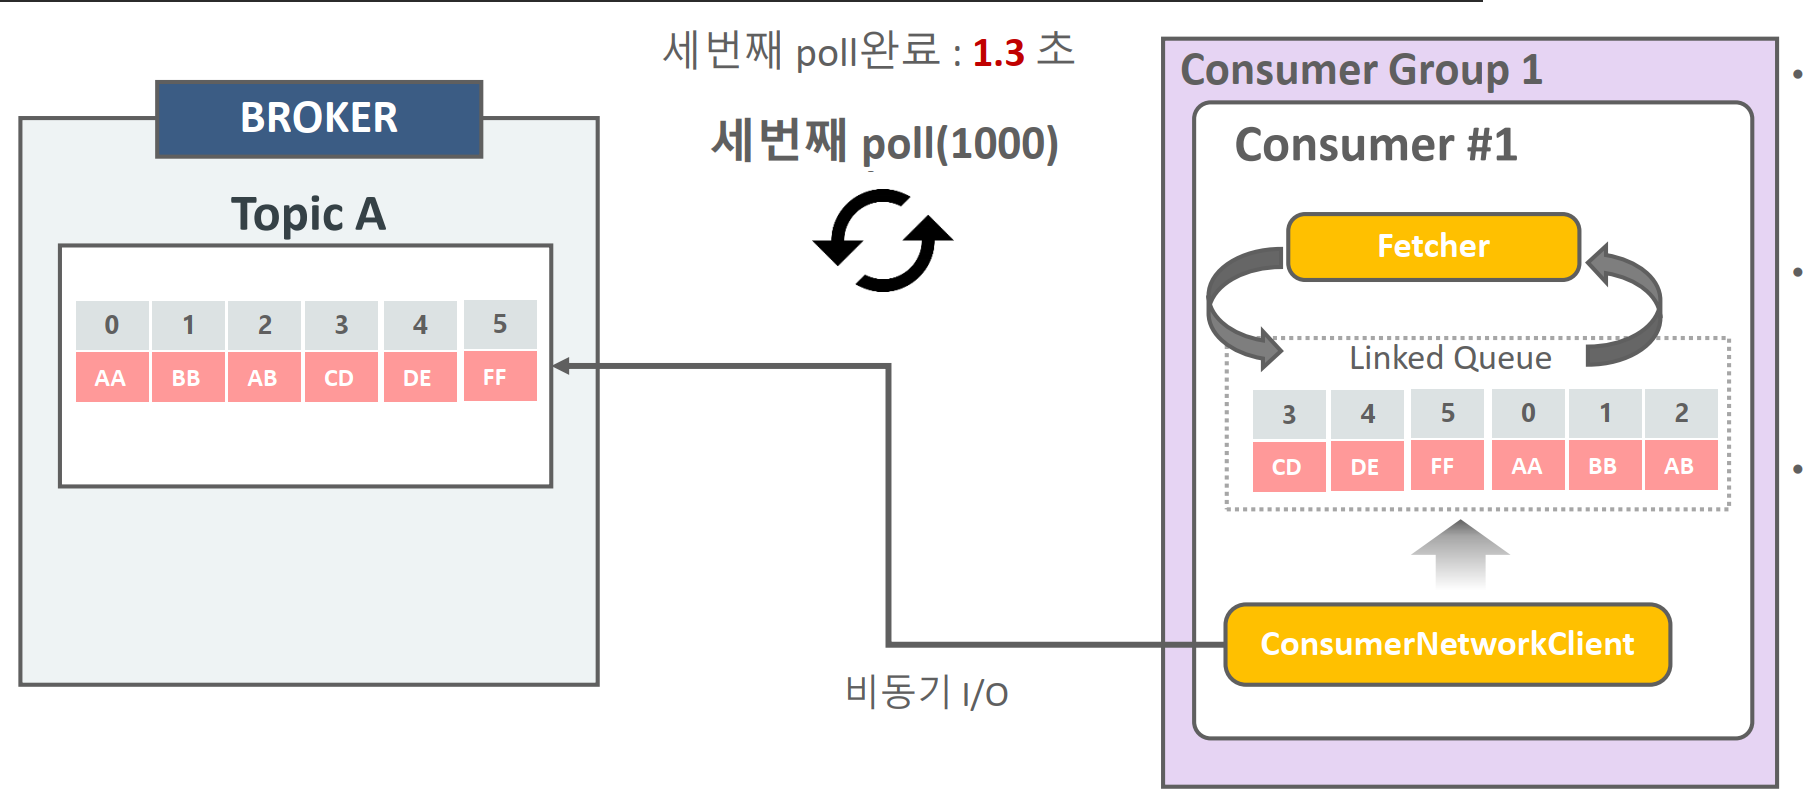 세번째 poll완료 : 1.3 초
세번째 poll(1000)
BROKER
Topic A
0 1 2 3 4 5
AA BB AB CD DE FF
비동기 I/O
Consumer Group 1
Consumer #1
Fetcher
Linked Queue
3 4 5 0 1 2
CD DE FF AA BB AB
ConsumerNetworkClient